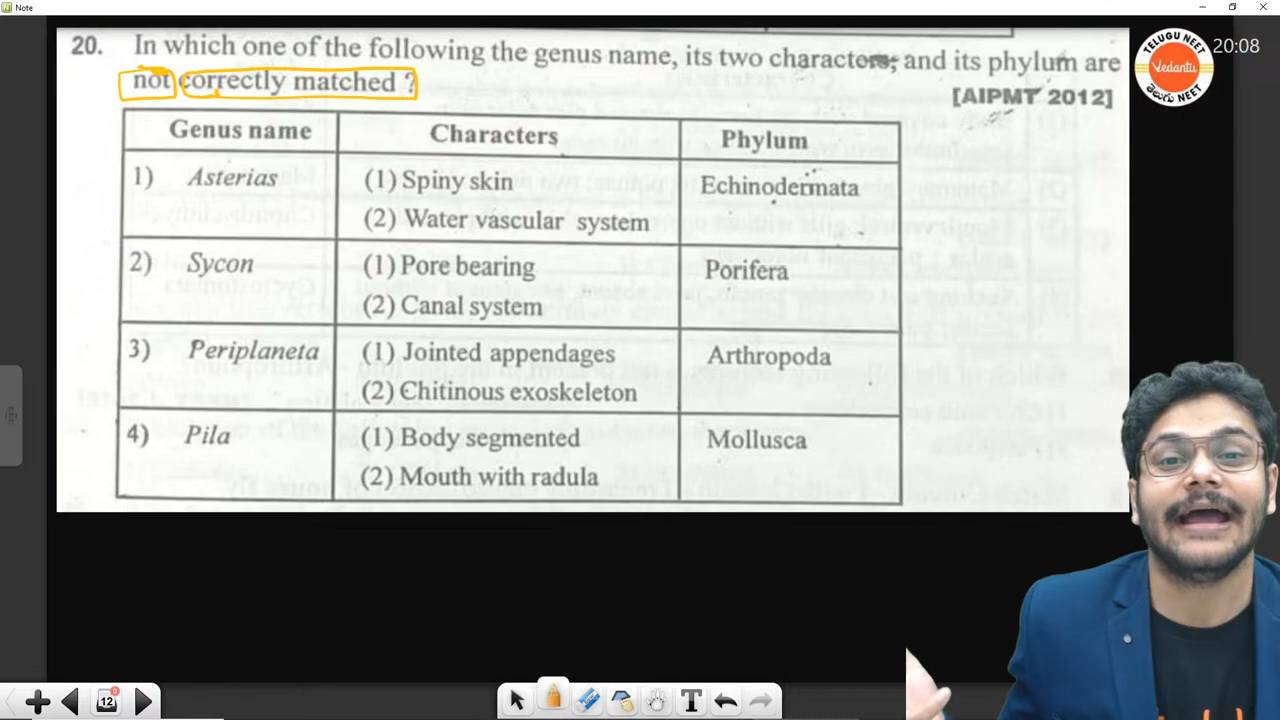 Note
20. In which one of the following the genus name, its two characters, and its phylum are
not correctly matched ?
[AIPMT 2012]
TELUGU NEET
Vedantu
తెలుగు NEET
20:08
Genus name Characters Phylum
1) Asterias (1) Spiny skin Echinodermata
(2) Water vascular system
2) Sycon (1) Pore bearing Porifera
(2) Canal system
3) Periplaneta (1) Jointed appendages Arthropoda
(2) Chitinous exoskeleton
4) Pila (1) Body segmented Mollusca
(2) Mouth with radula
12
T